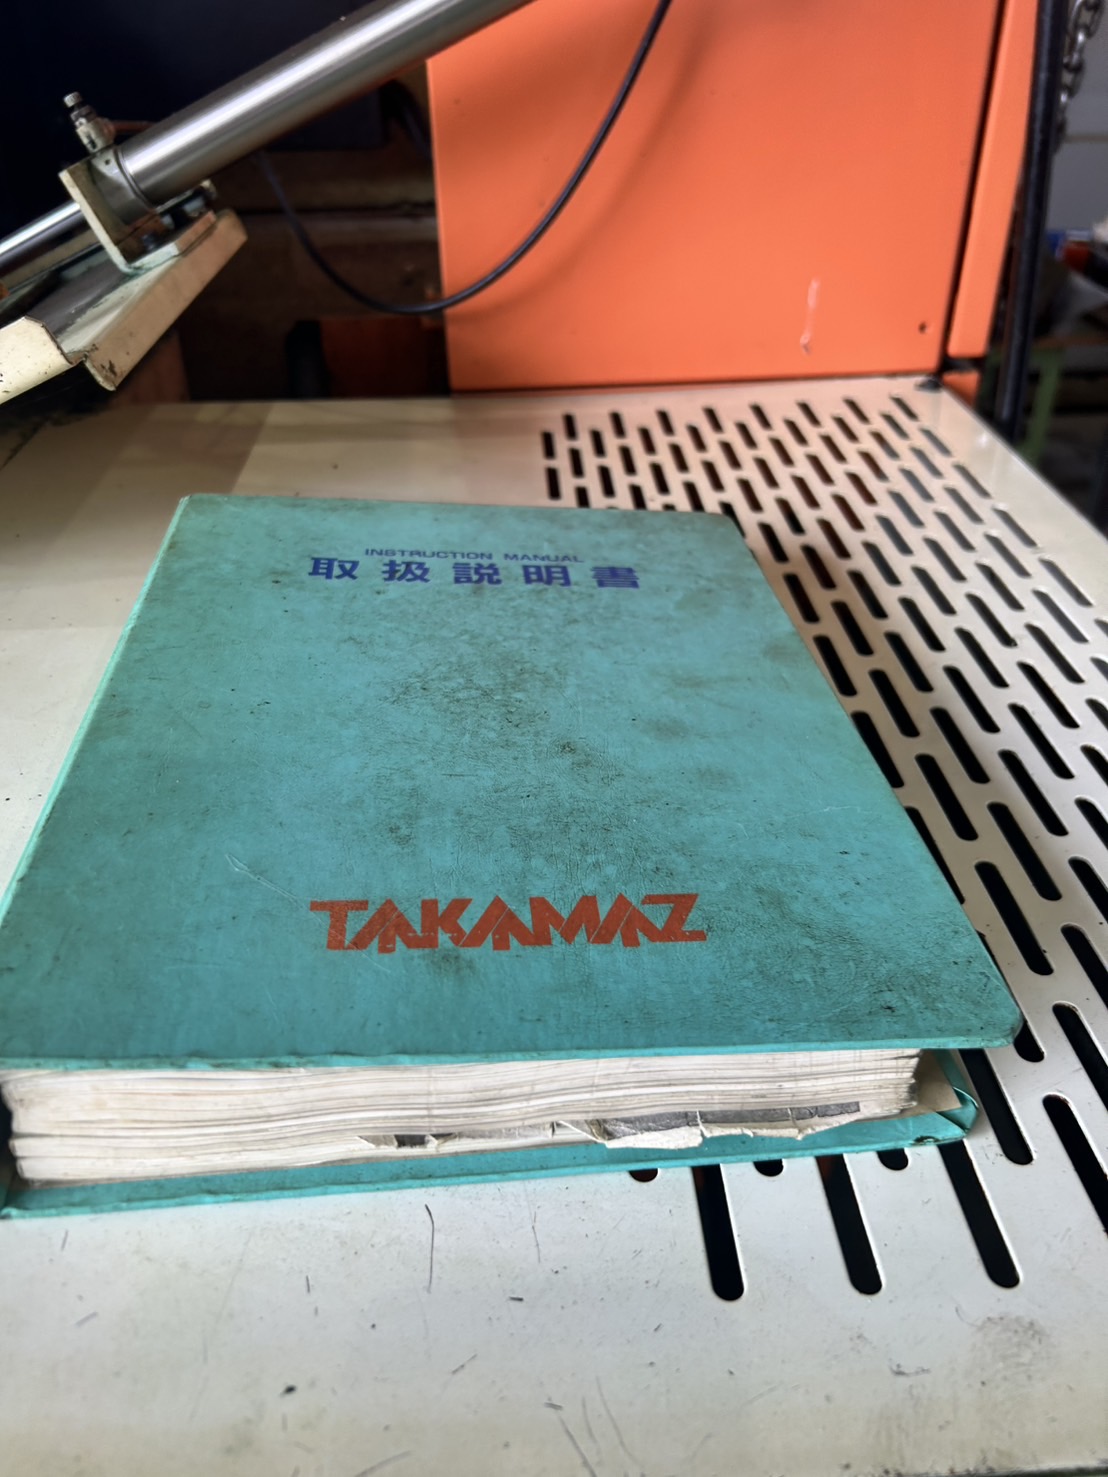 INSTRUCTION MANUAL
取扱説明書
TAKAMAZ